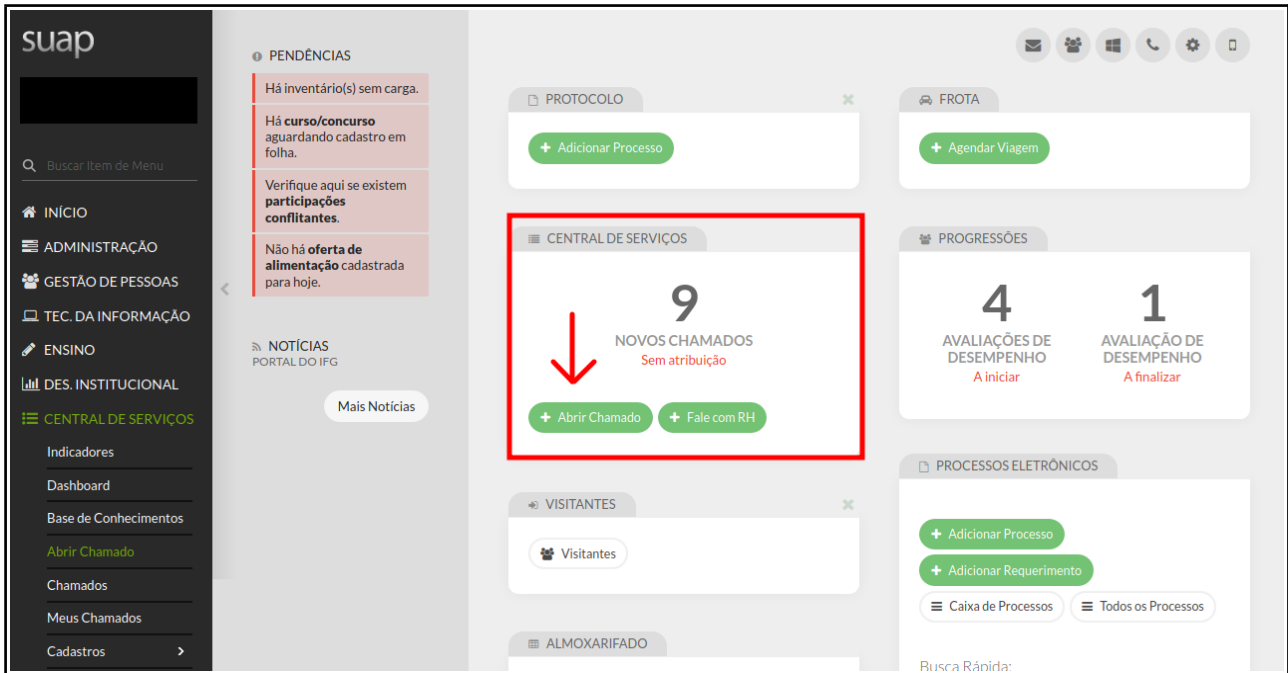 suap
Buscar Item de Menu
INÍCIO
ADMINISTRAÇÃO
GESTÃO DE PESSOAS
TEC. DA INFORMAÇÃO
ENSINO
DES. INSTITUCIONAL
CENTRAL DE SERVIÇOS
Indicadores
Dashboard
Base de Conhecimentos
Abrir Chamado
Chamados
Meus Chamados
Cadastros
PENDÊNCIAS
Há inventário(s) sem carga.
Há curso/concurso
aguardando cadastro em
folha.
Verifique aqui se existem
participações
conflitantes.
Não há oferta de
alimentação cadastrada
para hoje.
NOTÍCIAS
PORTAL DO IFG
Mais Notícias
PROTOCOLO
Adicionar Processo
CENTRAL DE SERVIÇOS
9
NOVOS CHAMADOS
Sem atribuição
Abrir Chamado
Fale com RH
VISITANTES
Visitantes
ALMOXARIFADO
FROTA
Agendar Viagem
PROGRESSÕES
4
AVALIAÇÕES DE
DESEMPENHO
A iniciar
1
AVALIAÇÃO DE
DESEMPENHO
A finalizar
PROCESSOS ELETRÔNICOS
Adicionar Processo
Adicionar Requerimento
Caixa de Processos
Todos os Processos
Busca Rápida: